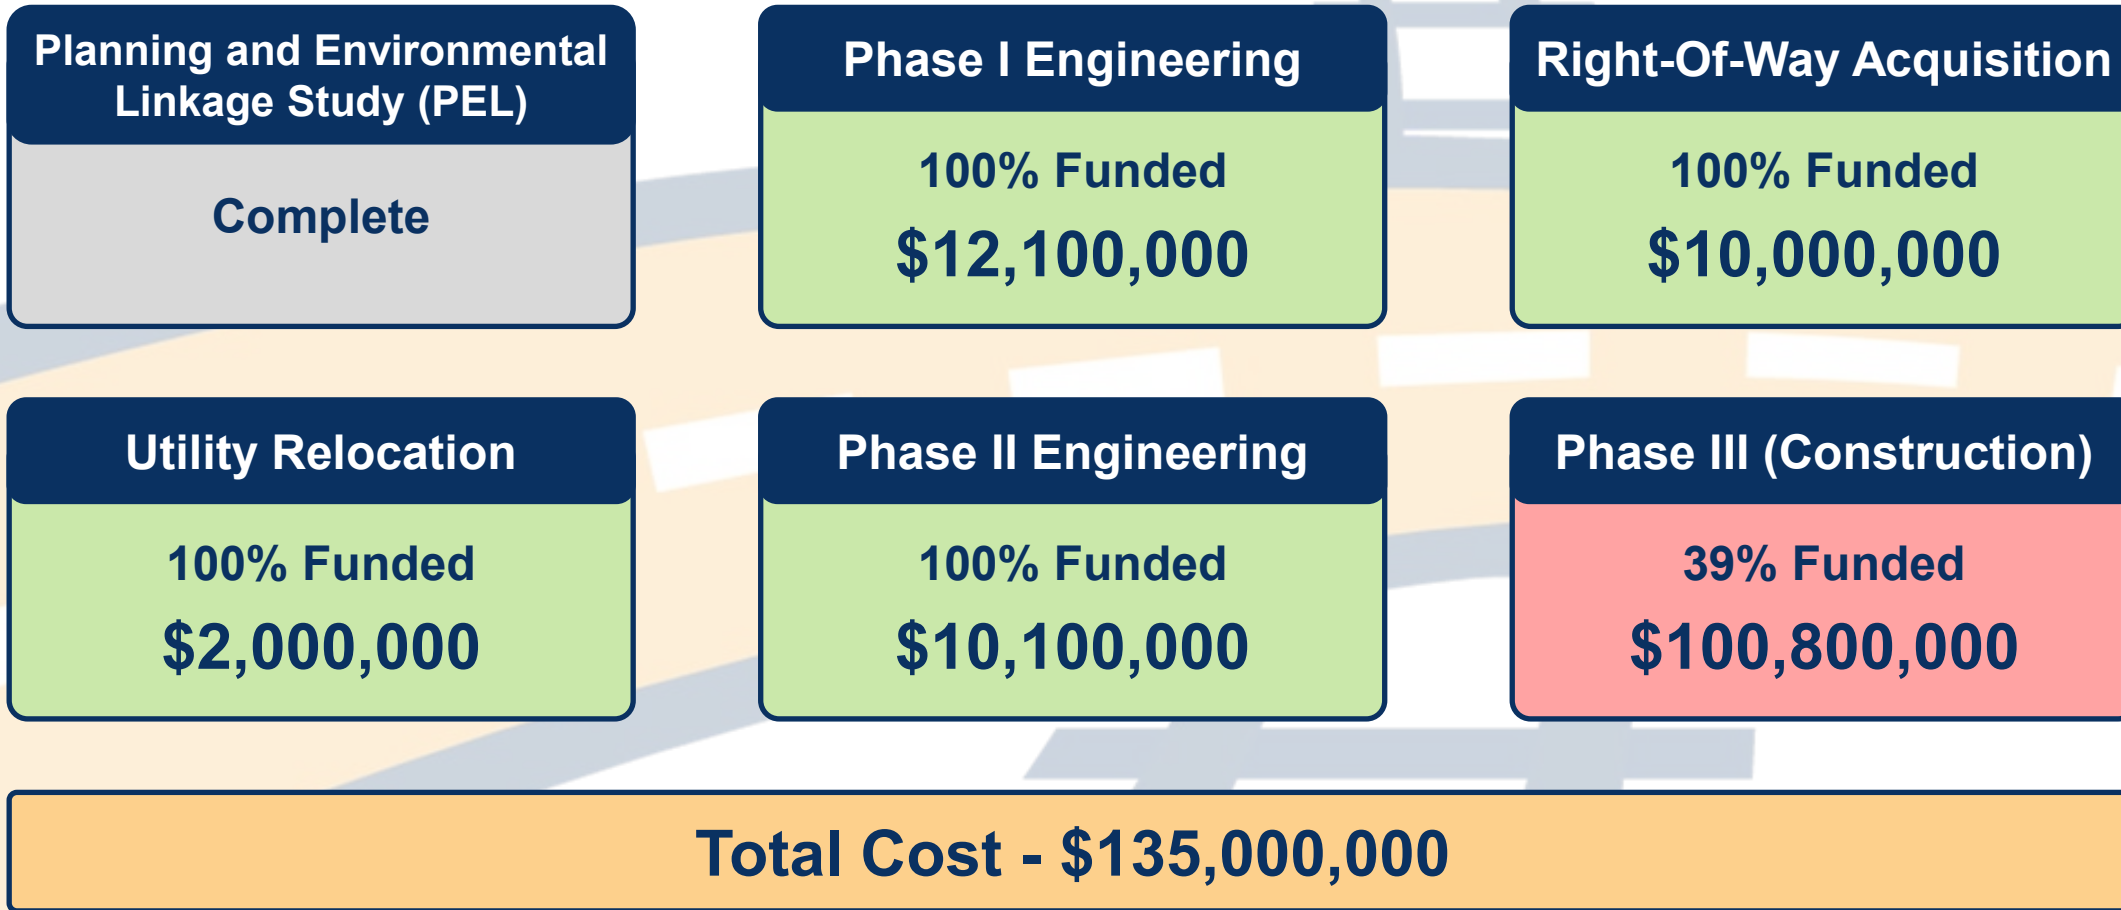 Planning and Environmental
Linkage Study (PEL)
Complete
Phase I Engineering
100% Funded
$12,100,000
Right-Of-Way Acquisition
100% Funded
$10,000,000
Utility Relocation
100% Funded
$2,000,000
Phase II Engineering
100% Funded
$10,100,000
Phase III (Construction)
39% Funded
$100,800,000
Total Cost - $135,000,000